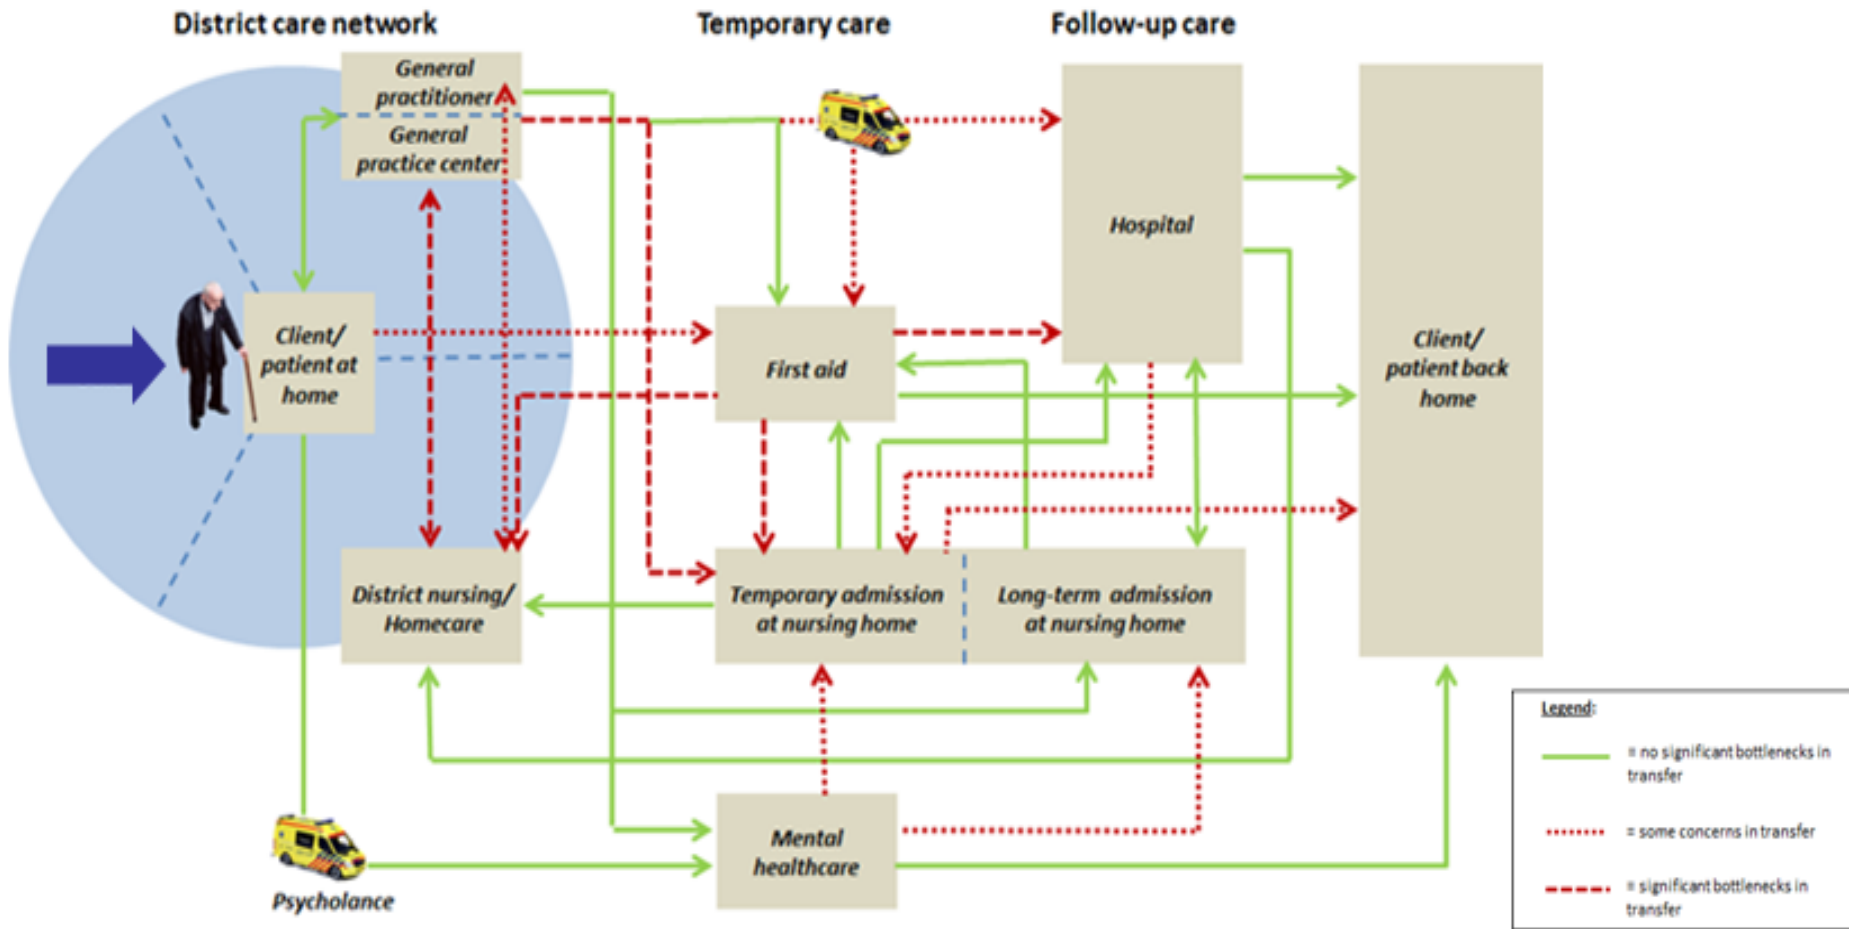 District care network
Temporary care
Follow-up care
General
practitioner
General
practice center
Hospital
Client/
patient at
home
First aid
Client/
patient back
home
District nursing/
Homecare
Temporary admission
at nursing home
Long-term admission
at nursing home
Mental
healthcare
Psycholance
Legend:
= no significant bottlenecks in
transfer
= some concerns in transfer
= significant bottlenecks in
transfer